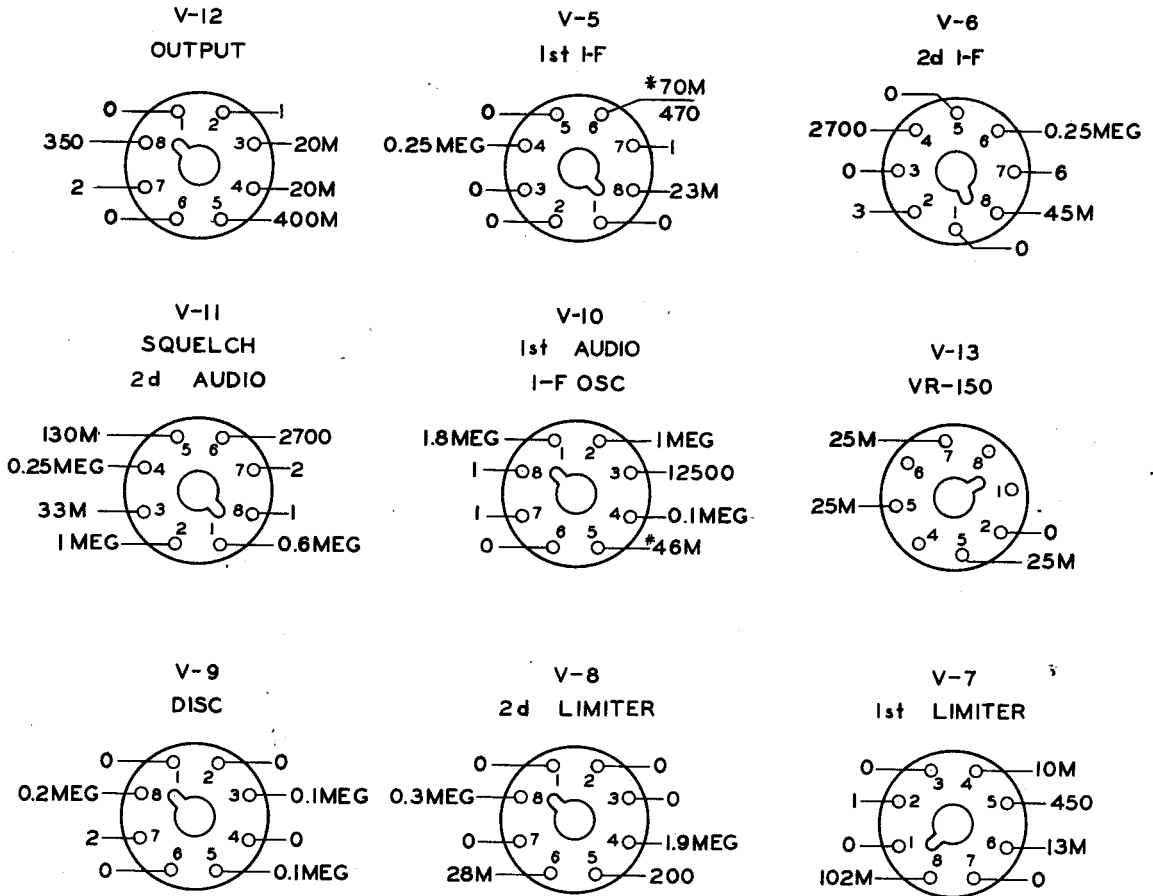 V-12
OUTPUT
0 1 2 1
350 8 3 20M
2 7 4 20M
0 6 5 400M
V-5
1st I-F
*70M
0 5 6 470
0.25MEG 4 7 1
0 3 8 23M
0 2 1 0
V-6
2d I-F
0
5
2700 4 6 0.25MEG
0 3 7 6
3 2 8 45M
1
0
V-11
SQUELCH
2d AUDIO
130M 5 6 2700
0.25MEG 4 7 2
33M 3 8 1
1MEG 2 1 0.6MEG
V-10
1st AUDIO
I-F OSC
1.8MEG 1 2 1MEG
1 8 3 12500
1 7 4 0.1MEG
0 6 5 #46M
V-13
VR-150
25M 7 8
6 1
25M 5 2 0
4 5 25M
V-9
DISC
0 1 2 0
0.2MEG 8 3 0.1MEG
2 7 4 0
0 6 5 0.1MEG
V-8
2d LIMITER
0 1 2 0
0.3MEG 8 3 0
0 7 4 1.9MEG
28M 6 5 200
V-7
1st LIMITER
0 3 4 10M
1 2 5 450
0 1 6 13M
102M 8 7 0